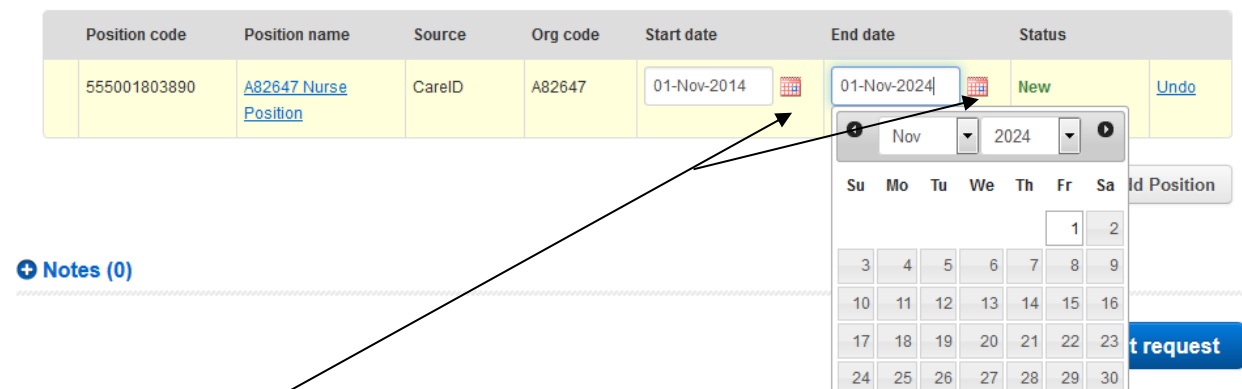 Position code Position name Source Org code Start date End date Status
555001803890 A82647 Nurse CareID A82647 01-Nov-2014 01-Nov-2024 New Undo
Position
Nov 2024
Su Mo Tu We Th Fr Sa ld Position
1 2
Notes (0)
3 4 5 6 7 8 9
10 11 12 13 14 15 16
17 18 19 20 21 22 23 t request
24 25 26 27 28 29 30